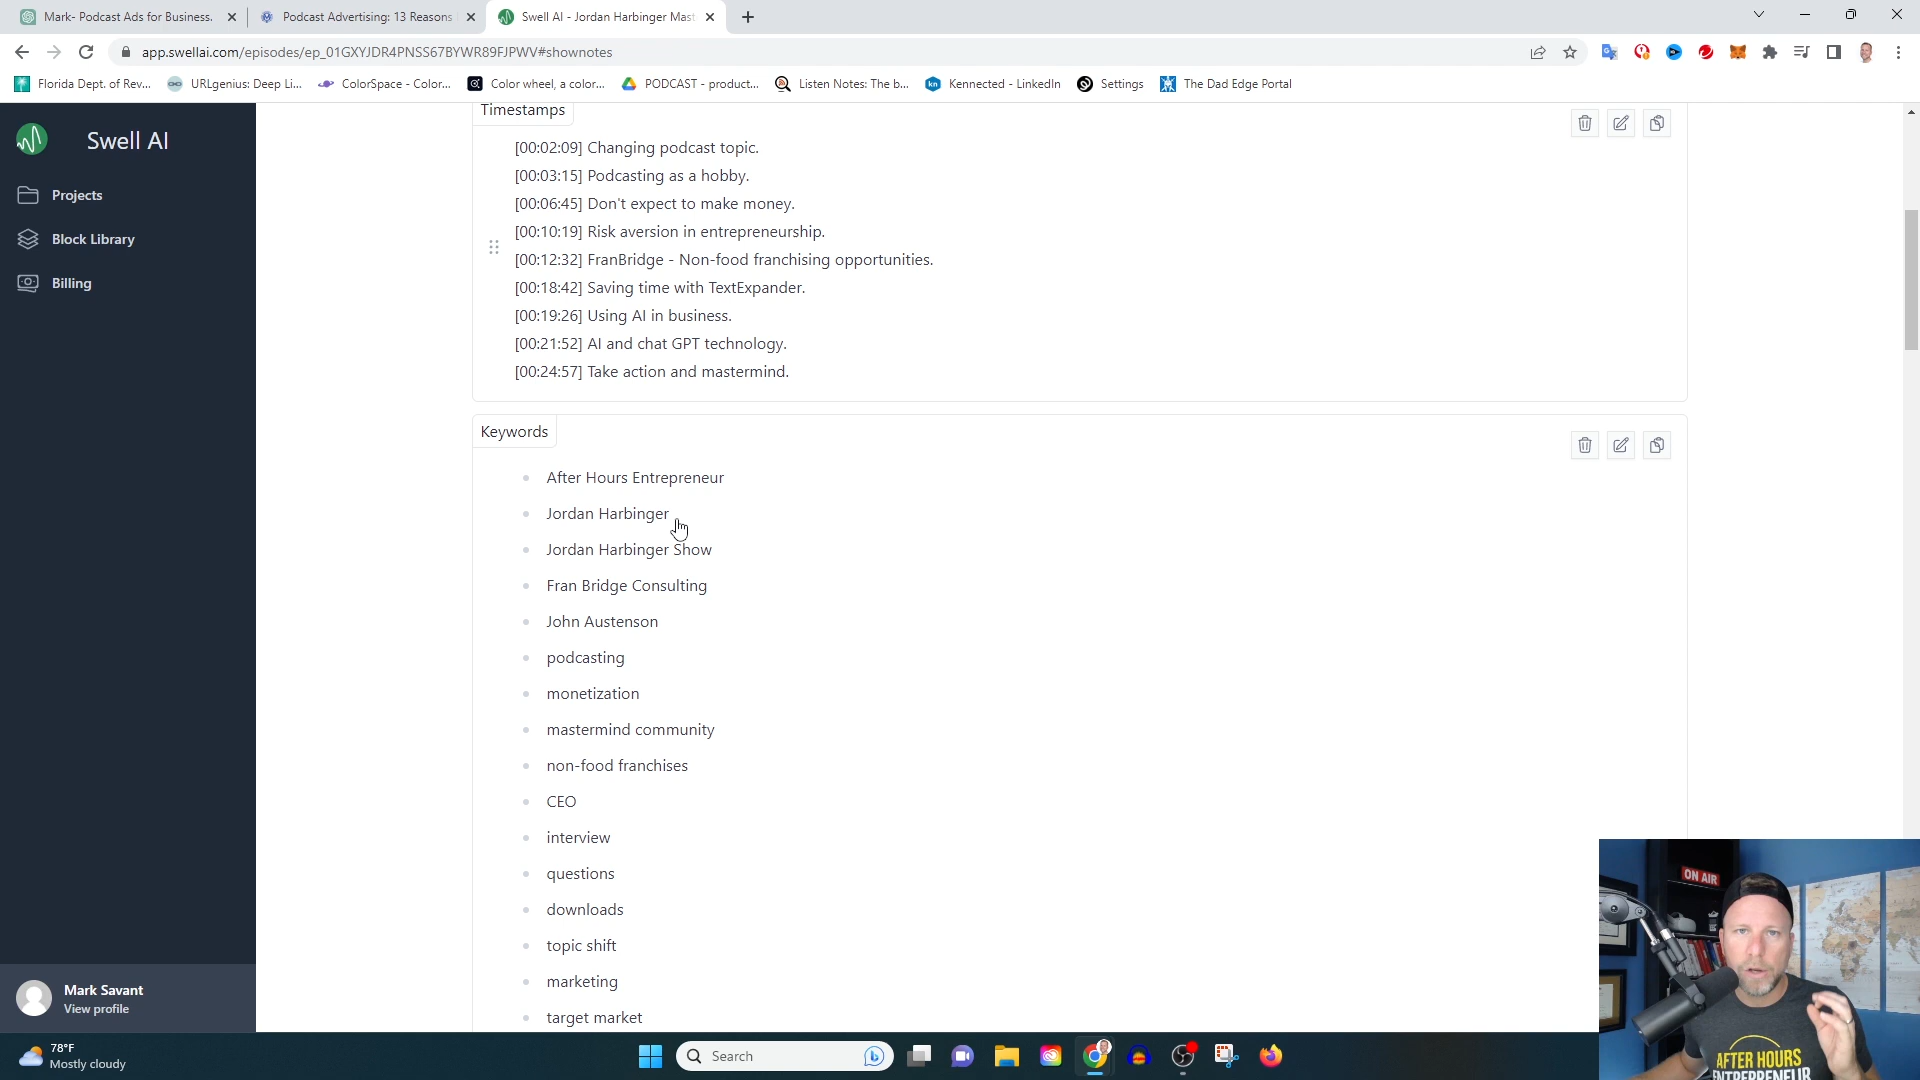 Mark- Podcast Ads for Business.
Podcast Advertising: 13 Reasons
Swell AI - Jordan Harbinger Mast
app.swellai.com/episodes/ep_01GXYJDR4PNSS67BYWR89FJPWV#shownotes
Florida Dept. of Rev...
URLgenius: Deep Li...
ColorSpace - Color...
Color wheel, a color...
PODCAST - product...
Listen Notes: The b...
kn
Kennected - LinkedIn
Settings
The Dad Edge Portal
Swell AI
Projects
Block Library
Billing
Timestamps
[00:02:09] Changing podcast topic.
[00:03:15] Podcasting as a hobby.
[00:06:45] Don't expect to make money.
[00:10:19] Risk aversion in entrepreneurship.
[00:12:32] FranBridge - Non-food franchising opportunities.
[00:18:42] Saving time with TextExpander.
[00:19:26] Using AI in business.
[00:21:52] AI and chat GPT technology.
[00:24:57] Take action and mastermind.
Keywords
After Hours Entrepreneur
Jordan Harbinger
Jordan Harbinger Show
Fran Bridge Consulting
John Austenson
podcasting
monetization
mastermind community
non-food franchises
CEO
interview
questions
downloads
topic shift
marketing
target market
Mark Savant
View profile
ON AIR
AFTER HOURS
ENTREPRENEUR
78°F
Mostly cloudy
Search